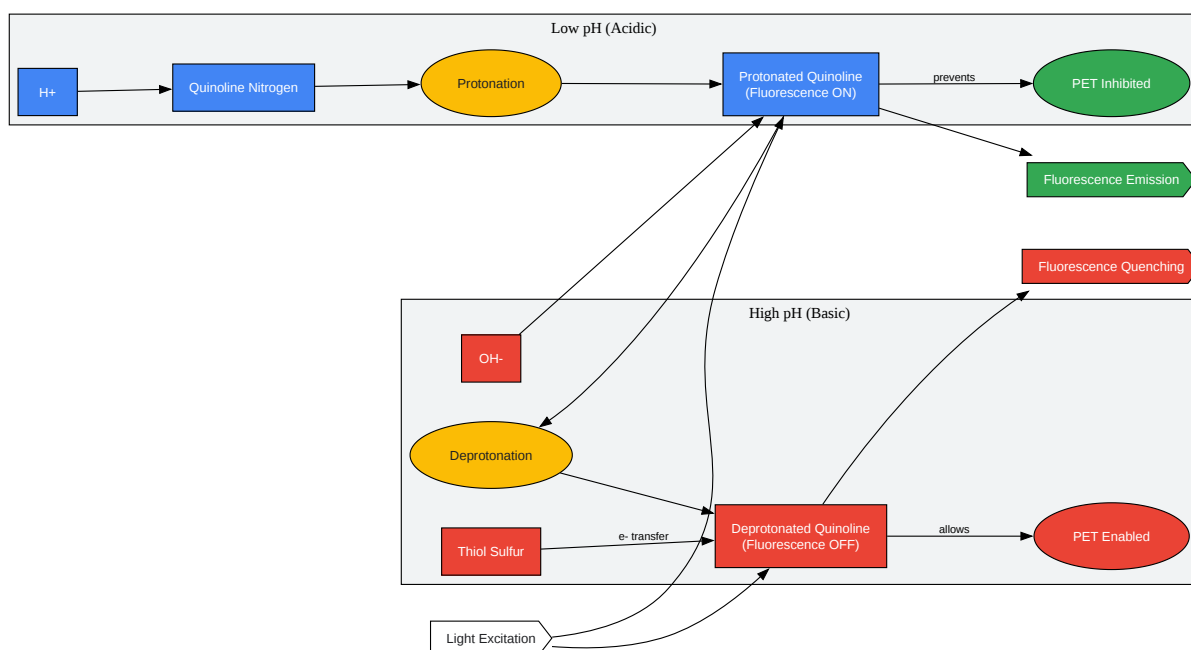 Low pH (Acidic)
H+
Quinoline Nitrogen
Protonation
Protonated Quinoline
(Fluorescence ON)
prevents
PET Inhibited
Fluorescence Emission
Fluorescence Quenching
High pH (Basic)
OH-
Deprotonation
Thiol Sulfur
e- transfer
Deprotonated Quinoline
(Fluorescence OFF)
allows
PET Enabled
Light Excitation